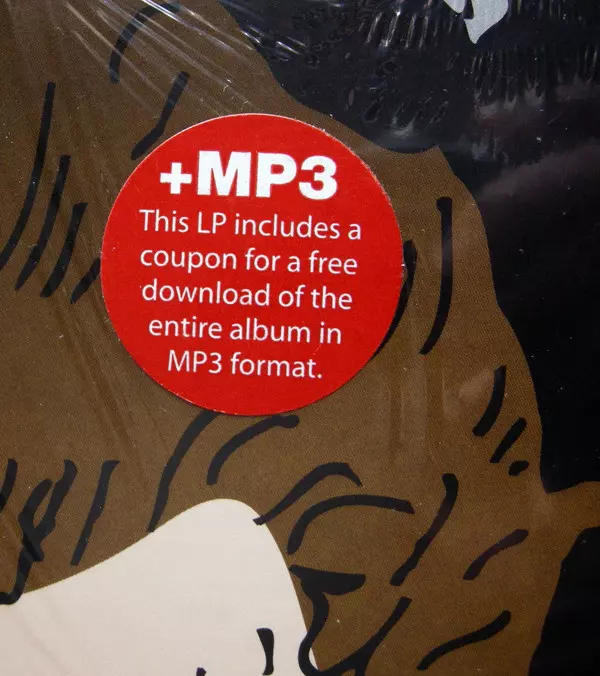 +MP3
This LP includes a
coupon for a free
download of the
entire album in
MP3 format.